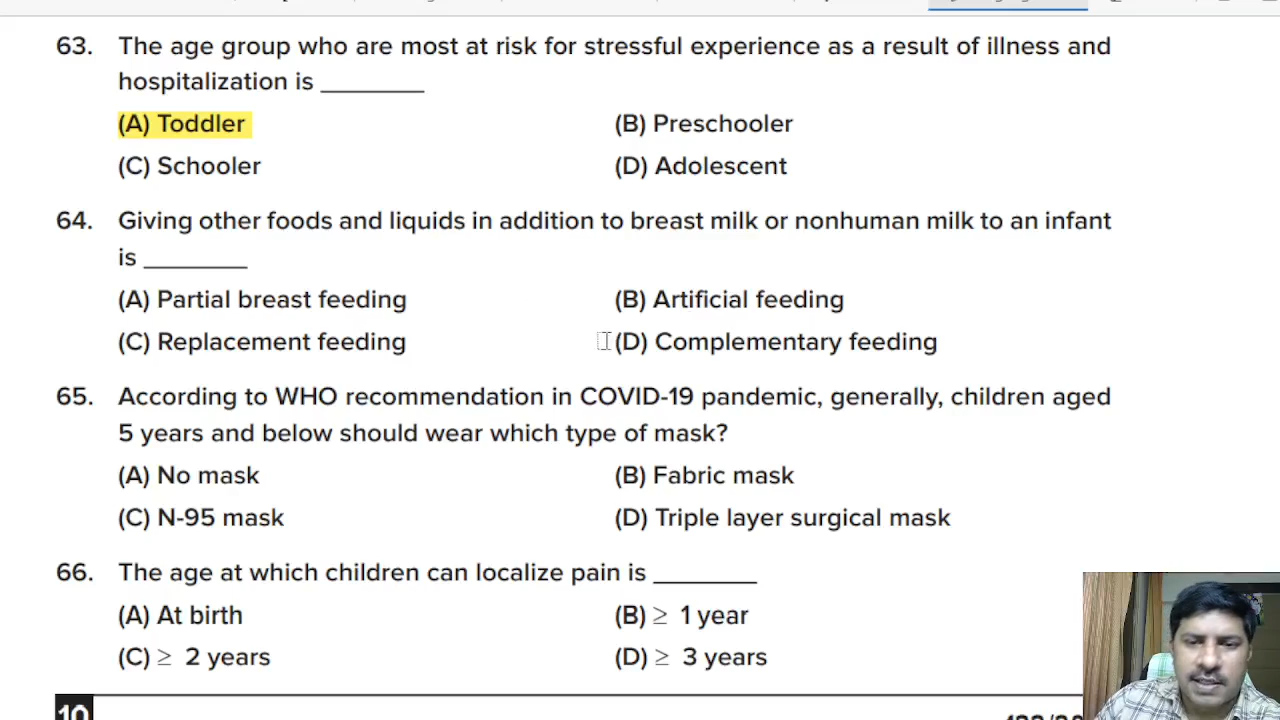 63. The age group who are most at risk for stressful experience as a result of illness and
hospitalization is ________
(A) Toddler (B) Preschooler
(C) Schooler (D) Adolescent
64. Giving other foods and liquids in addition to breast milk or nonhuman milk to an infant
is ________
(A) Partial breast feeding (B) Artificial feeding
(C) Replacement feeding (D) Complementary feeding
65. According to WHO recommendation in COVID-19 pandemic, generally, children aged
5 years and below should wear which type of mask?
(A) No mask (B) Fabric mask
(C) N-95 mask (D) Triple layer surgical mask
66. The age at which children can localize pain is ________
(A) At birth (B) ≥ 1 year
(C) ≥ 2 years (D) ≥ 3 years
10